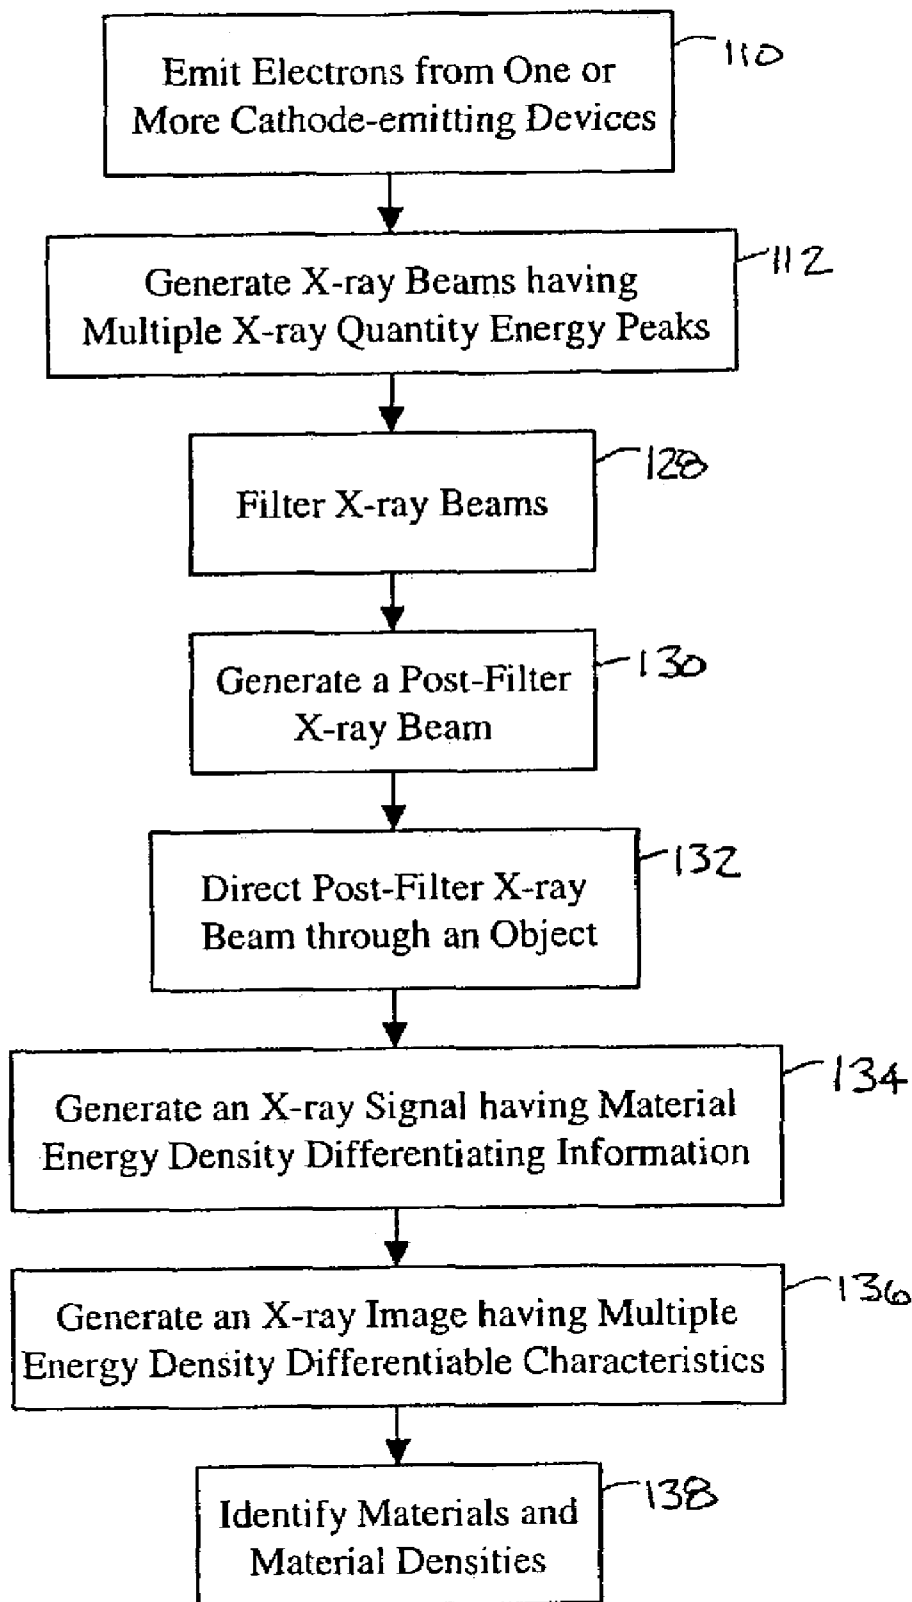 Emit Electrons from One or
More Cathode-emitting Devices
110
Generate X-ray Beams having
Multiple X-ray Quantity Energy Peaks
112
Filter X-ray Beams
128
Generate a Post-Filter
X-ray Beam
130
Direct Post-Filter X-ray
Beam through an Object
132
Generate an X-ray Signal having Material
Energy Density Differentiating Information
134
Generate an X-ray Image having Multiple
Energy Density Differentiable Characteristics
136
Identify Materials and
Material Densities
138